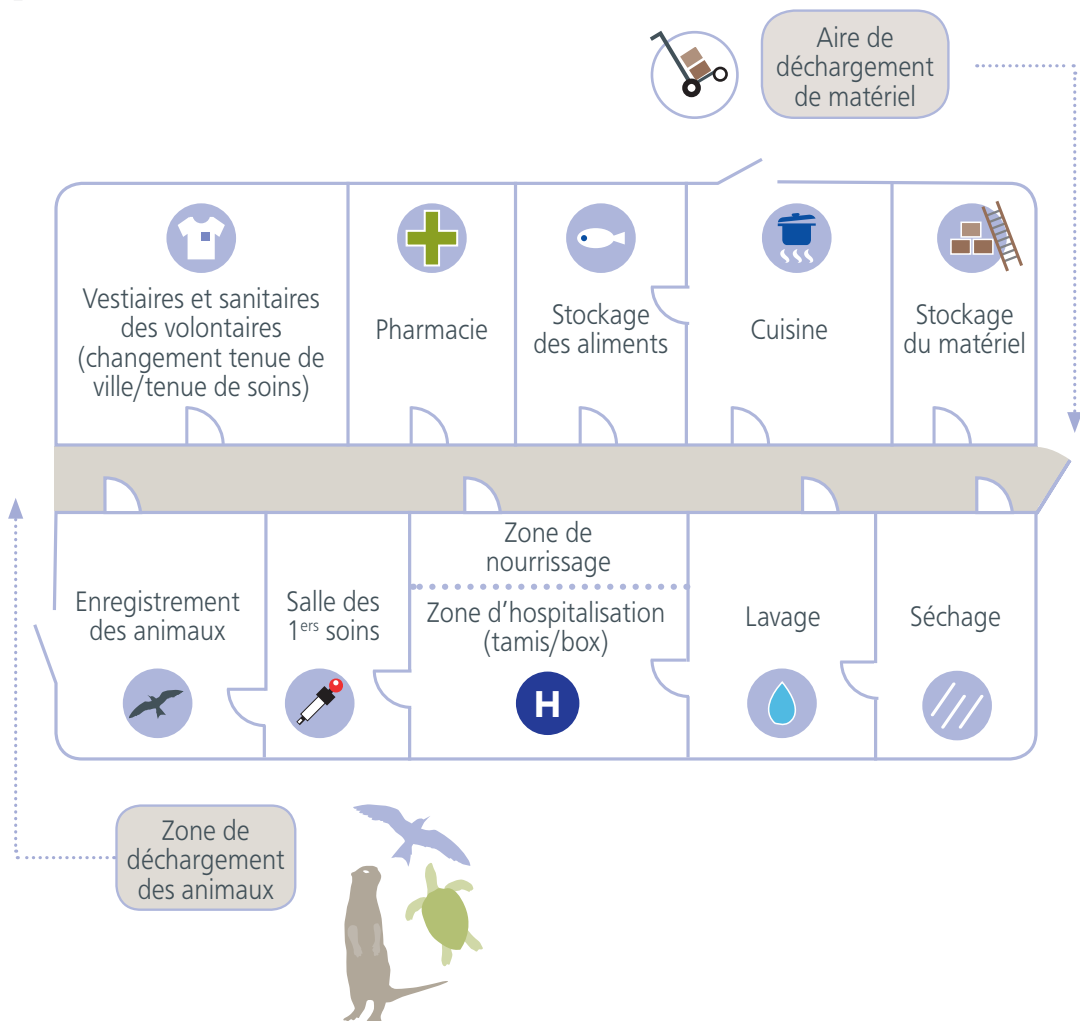 Aire de
déchargement
de matériel
Vestiaires et sanitaires
des volontaires
(changement tenue de
ville/tenue de soins)
Pharmacie
Stockage
des aliments
Cuisine
Stockage
du matériel
Enregistrement
des animaux
Salle des
1ers soins
Zone de
nourrissage
Zone d'hospitalisation
(tamis/box)
H
Lavage
Séchage
Zone de
déchargement
des animaux